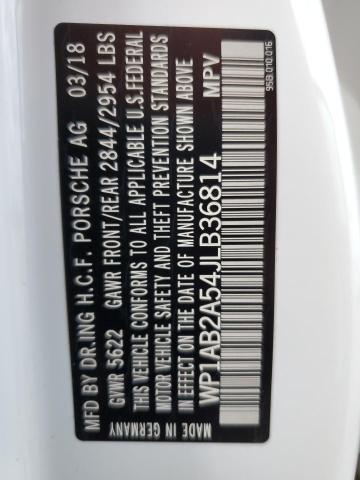 MFD BY DR.ING H.C.F. PORSCHE AG 03/18
GVWR 5622 GAWR FRONT/REAR 2844/2954 LBS
THIS VEHICLE CONFORMS TO ALL APPLICABLE U.S.FEDERAL
MOTOR VEHICLE SAFETY AND THEFT PREVENTION STANDARDS
IN EFFECT ON THE DATE OF MANUFACTURE SHOWN ABOVE
WP1AB2A54JLB36814 MPV
MADE IN GERMANY
95B.010.016